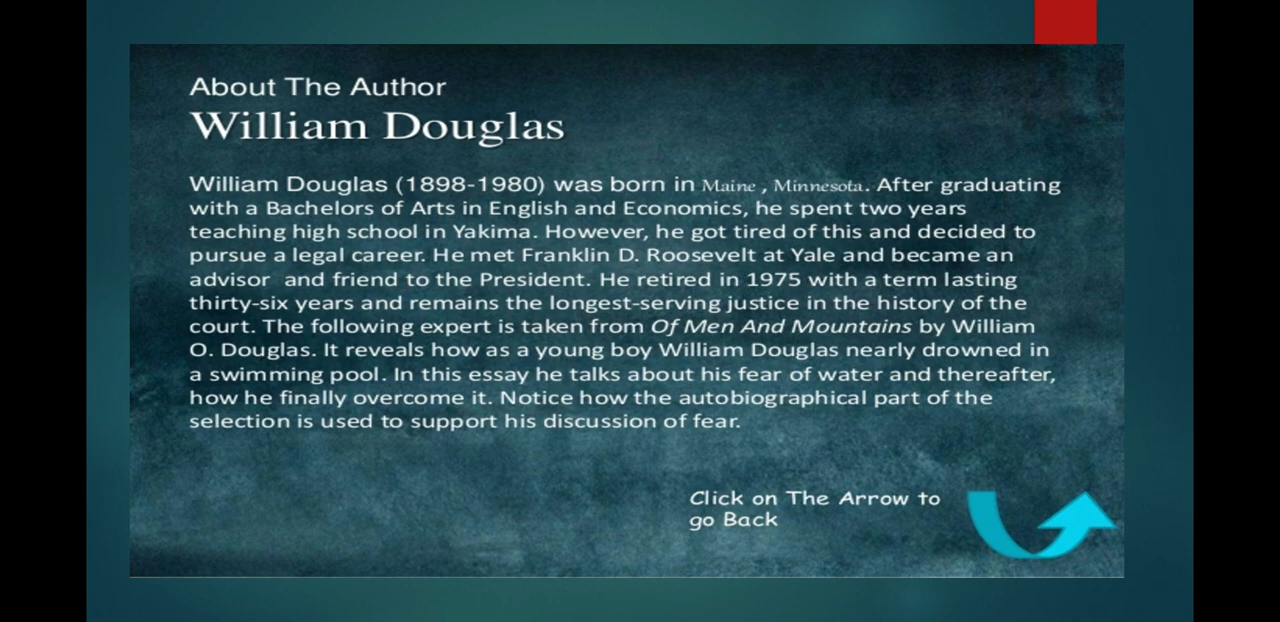 About The Author
William Douglas
William Douglas (1898-1980) was born in Maine , Minnesota. After graduating
with a Bachelors of Arts in English and Economics, he spent two years
teaching high school in Yakima. However, he got tired of this and decided to
pursue a legal career. He met Franklin D. Roosevelt at Yale and became an
advisor  and friend to the President. He retired in 1975 with a term lasting
thirty-six years and remains the longest-serving justice in the history of the
court. The following expert is taken from Of Men And Mountains by William
O. Douglas. It reveals how as a young boy William Douglas nearly drowned in
a swimming pool. In this essay he talks about his fear of water and thereafter,
how he finally overcome it. Notice how the autobiographical part of the
selection is used to support his discussion of fear.
Click on The Arrow to
go Back